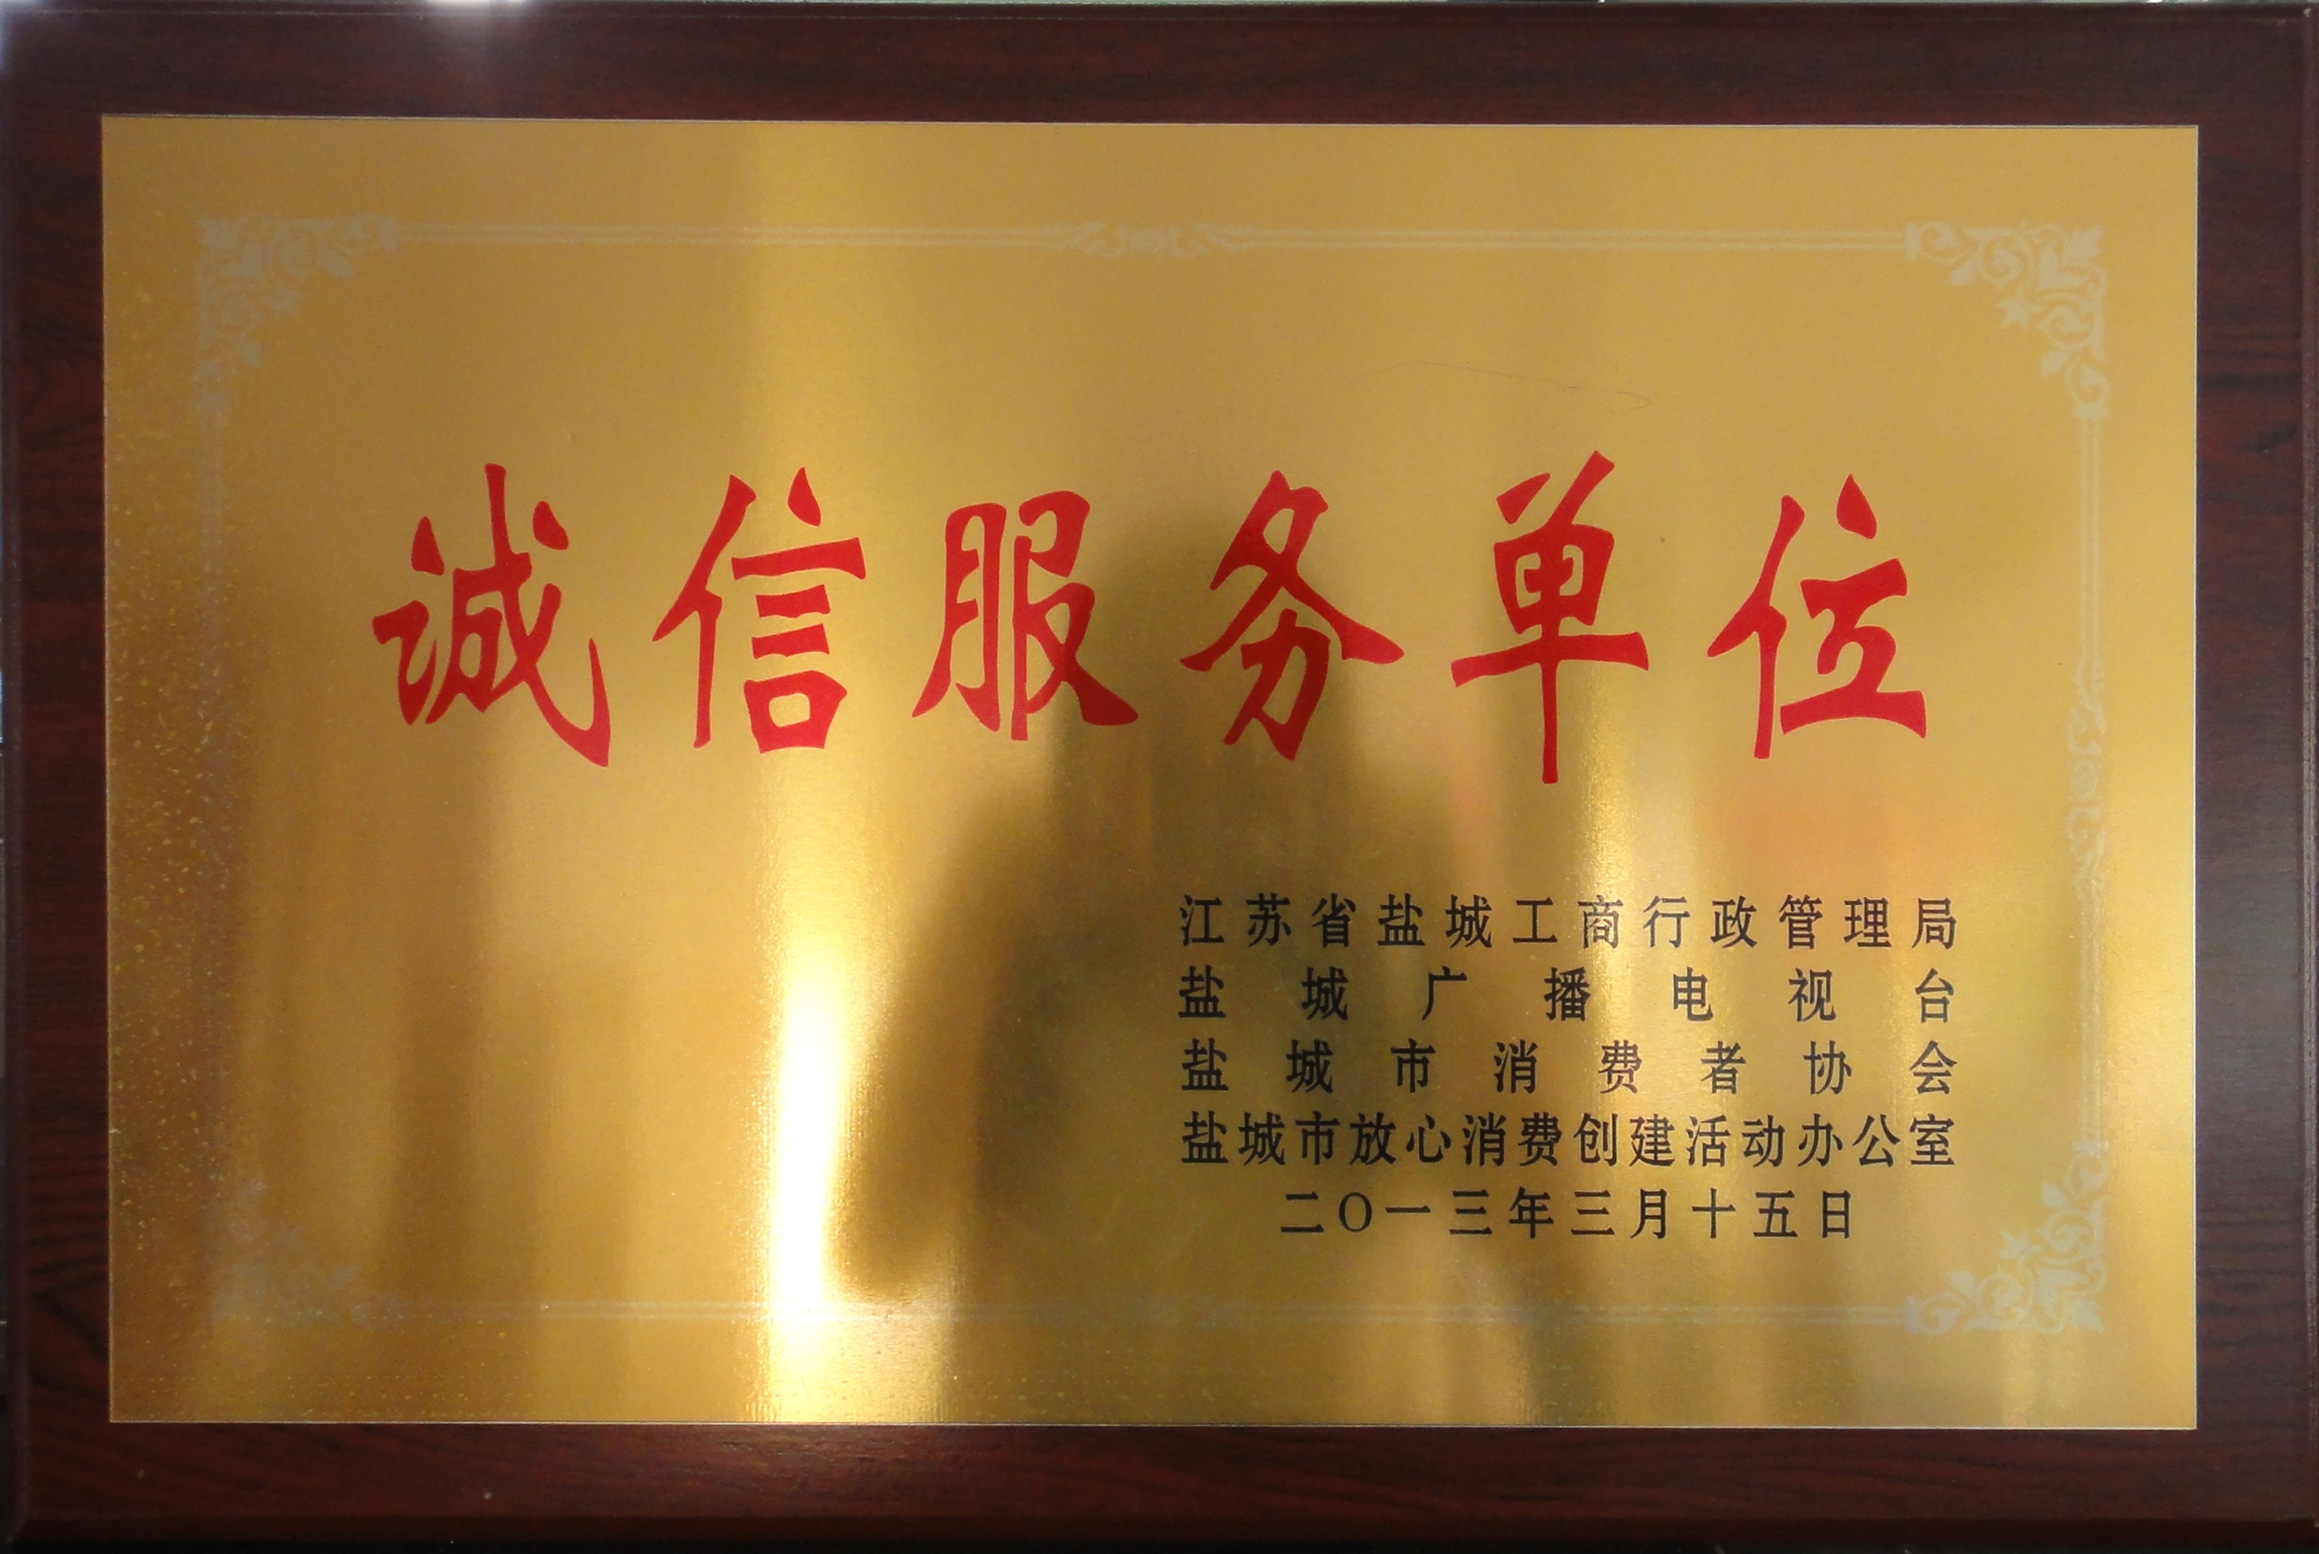 诚信服务单位
江苏省盐城工商行政管理局
盐城广播电视台
盐城市消费者协会
盐城市放心消费创建活动办公室
二〇一三年三月十五日